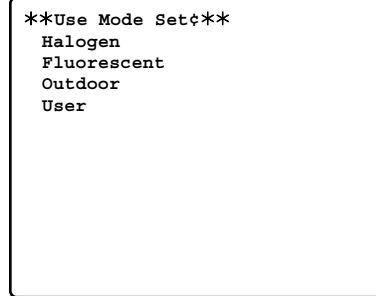 **Use Mode Set¢**
Halogen
Fluorescent
Outdoor
User